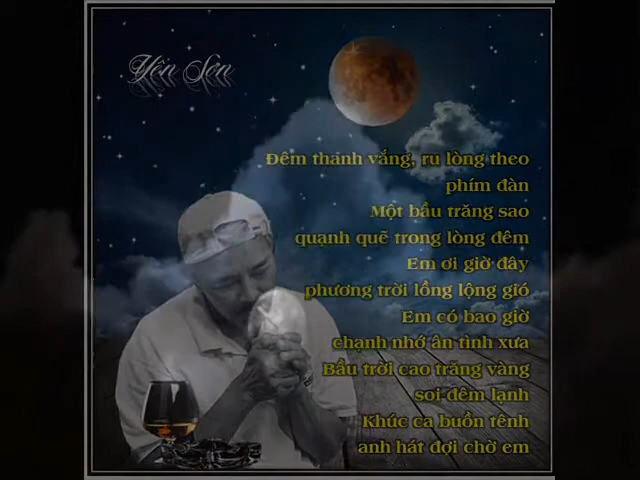 Yên Sơn
Đêm thanh vắng, ru lòng theo
phím đàn
Một bầu trăng sao
quạnh quẽ trong lòng đêm
Em ơi giờ đây
phương trời lồng lộng gió
Em có bao giờ
chạnh nhớ ân tình xưa
Bầu trời cao trăng vàng
soi đêm lạnh
Khúc ca buồn tênh
anh hát đợi chờ em